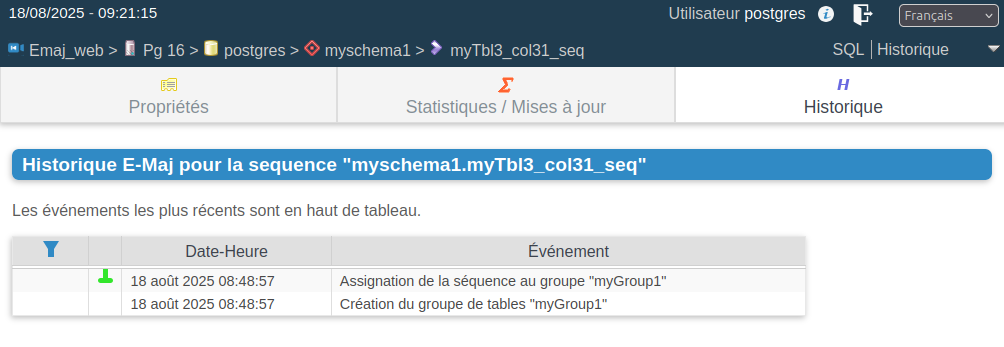 18/08/2025 - 09:21:15
Utilisateur postgres
Français
Emaj_web > Pg 16 > postgres > myschema1 > myTbl3_col31_seq
SQL | Historique
Propriétés
Statistiques / Mises à jour
Historique
Historique E-Maj pour la sequence "myschema1.myTbl3_col31_seq"
Les événements les plus récents sont en haut de tableau.
Date-Heure Événement
18 août 2025 08:48:57 Assignation de la séquence au groupe "myGroup1"
18 août 2025 08:48:57 Création du groupe de tables "myGroup1"